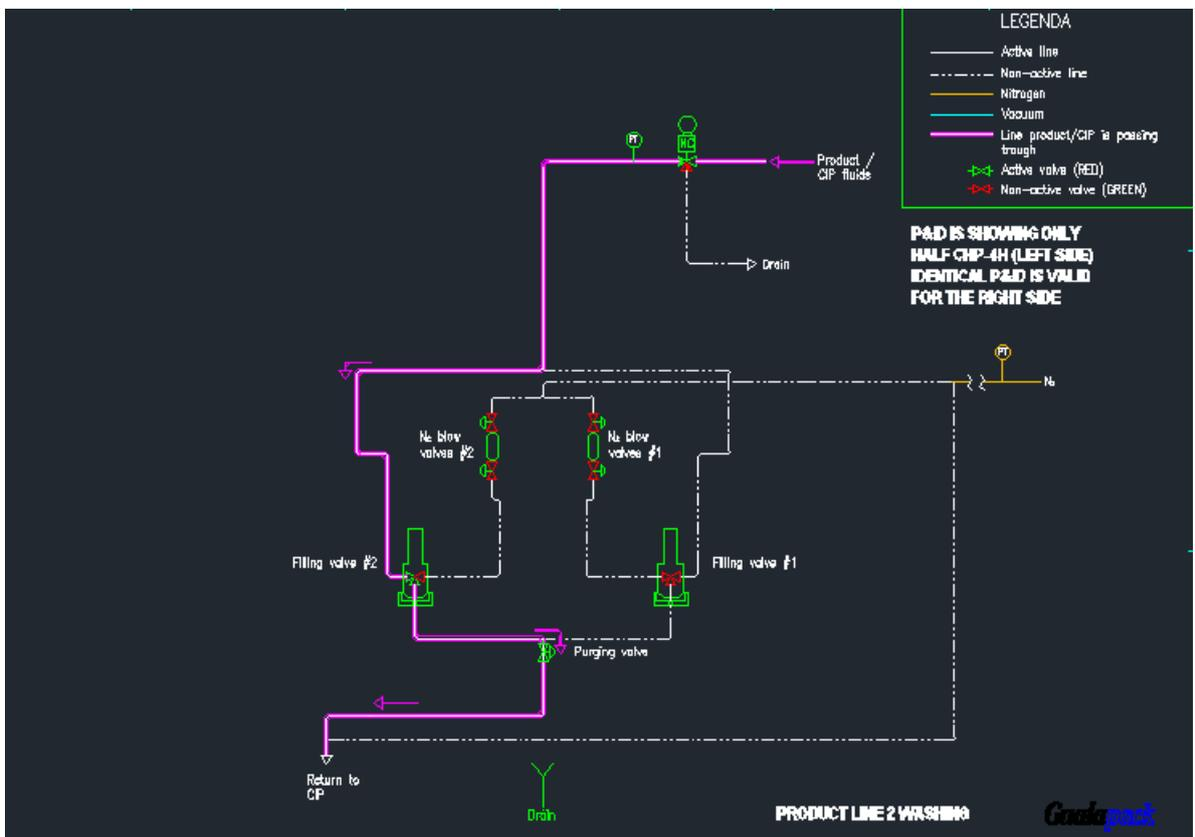 LEGENDA
Active line
Non-active line
Nitrogen
Vacuum
Line product/CIP is passing
trough
Active valve (RED)
Non-active valve (GREEN)
PT
NC
Product /
CIP fluids
Drain
P&ID IS SHOWING ONLY
HALF CHP-4H (LEFT SIDE)
IDENTICAL P&ID IS VALID
FOR THE RIGHT SIDE
PT
N₂
N₂ blow
valves #2
N₂ blow
valves #1
Filling valve #2
Filling valve #1
Purging valve
Return to
CIP
Drain
PRODUCT LINE 2 WASHING
Gualapack